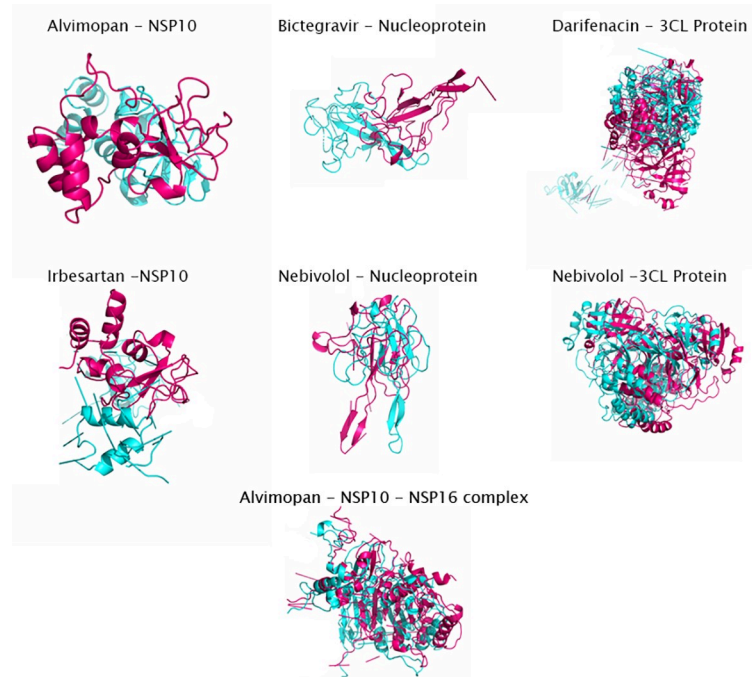 Alvimopan – NSP10
Bictegravir – Nucleoprotein
Darifenacin – 3CL Protein
Irbesartan –NSP10
Nebivolol – Nucleoprotein
Nebivolol –3CL Protein
Alvimopan – NSP10 – NSP16 complex